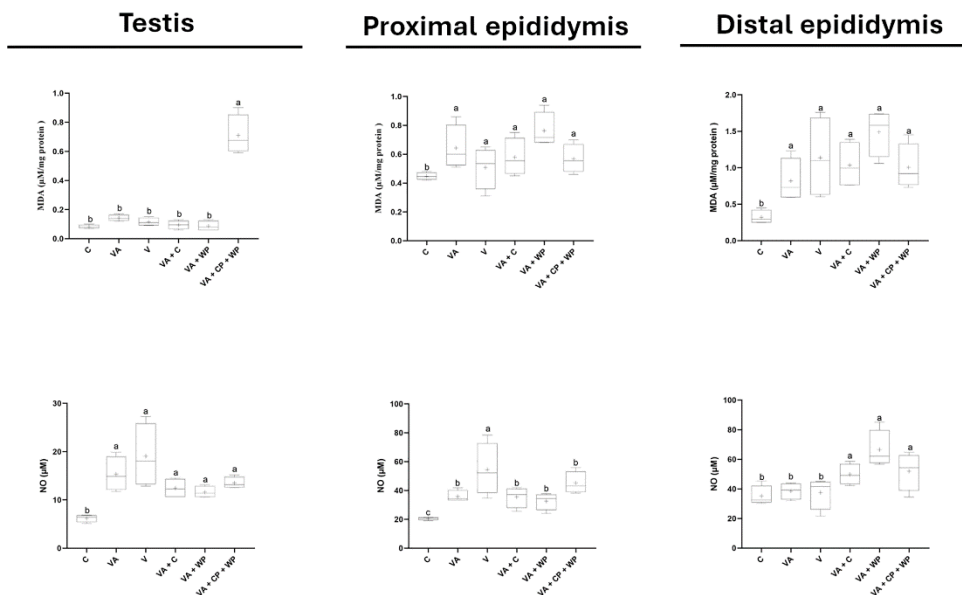 Testis
Proximal epididymis
Distal epididymis
MDA (µM/mg protein )
1.0
0.8
0.6
0.4
0.2
0.0
b
b
b
b
b
a
C
VA
V
VA + C
VA + WP
VA + CP + WP
MDA (µM/mg protein )
1.0
0.8
0.6
0.4
0.2
0.0
b
a
a
a
a
a
C
VA
V
VA + C
VA + WP
VA + CP + WP
MDA (µM/mg protein)
2.0
1.5
1.0
0.5
0.0
b
a
a
a
a
a
C
VA
V
VA + C
VA + WP
VA + CP + WP
NO (µM)
30
20
10
0
b
a
a
a
a
a
C
VA
V
VA + C
VA + WP
VA + CP + WP
NO (µM)
100
80
60
40
20
0
c
b
a
b
b
b
C
VA
V
VA + C
VA + WP
VA + CP + WP
NO (µM)
100
80
60
40
20
0
b
b
b
a
a
a
C
VA
V
VA + C
VA + WP
VA + CP + WP